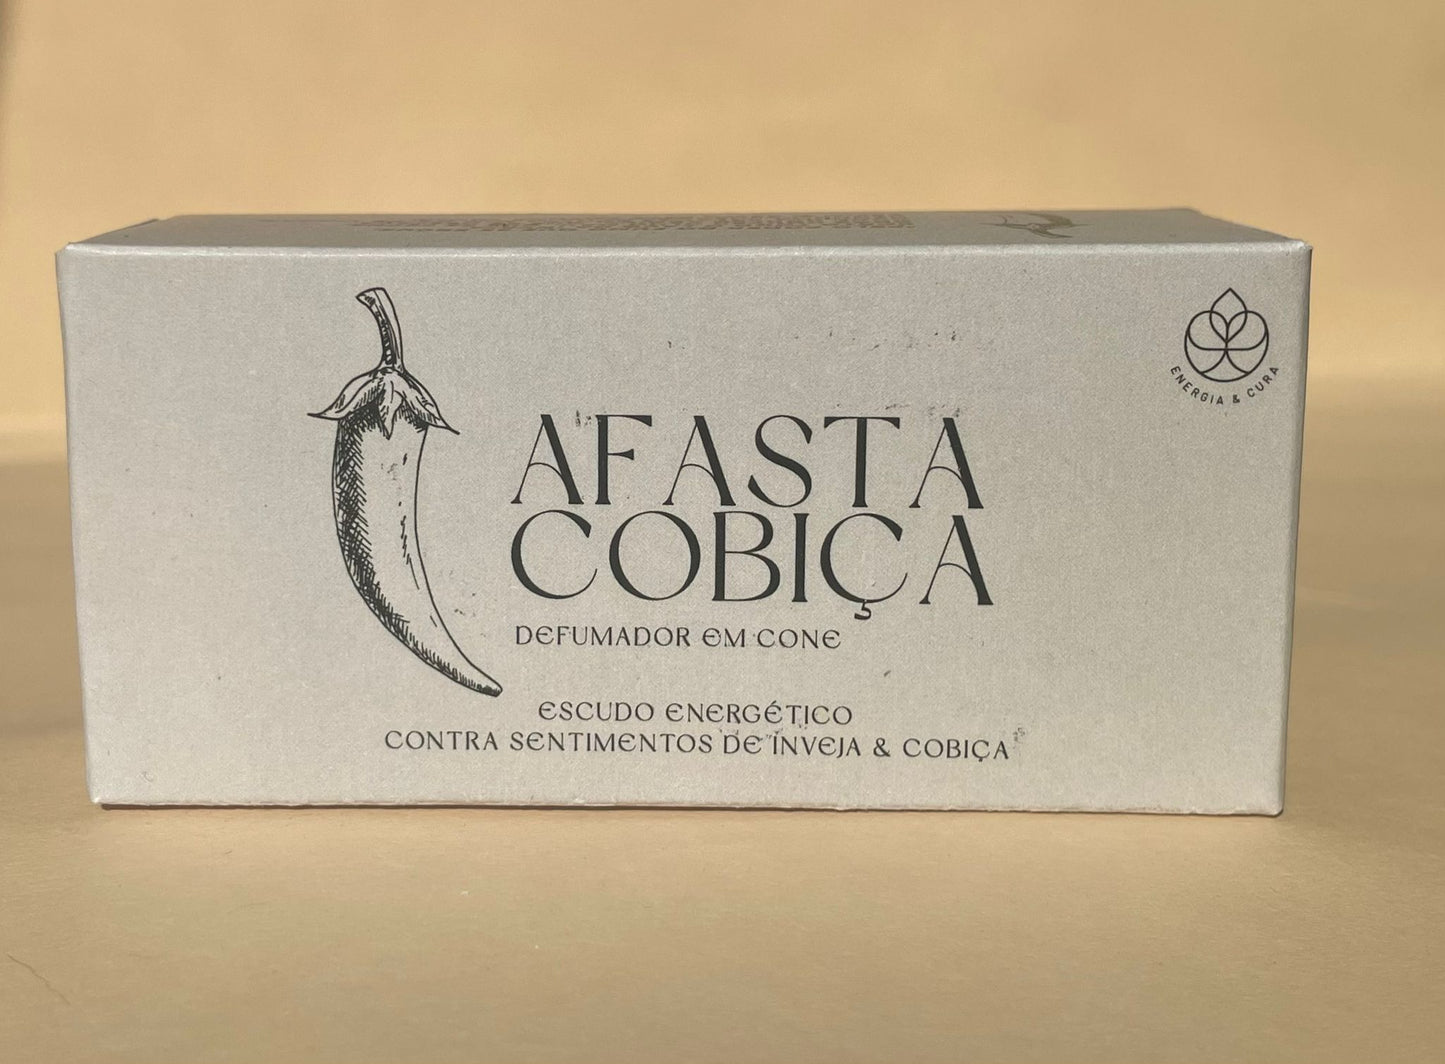 ENERGIA & CURA
AFASTA
COBIÇA
DEFUMADOR EM CONE
ESCUDO ENERGÉTICO
CONTRA SENTIMENTOS DE INVEJA & COBIÇA